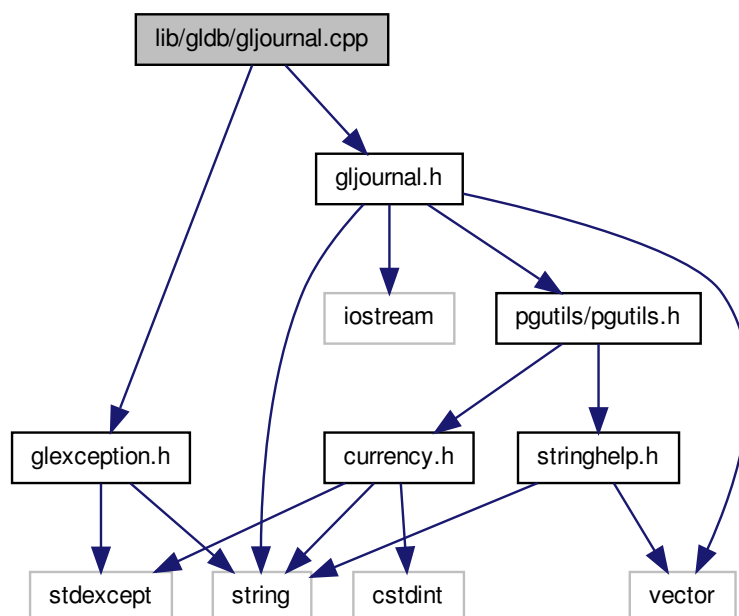 lib/gldb/gljournal.cpp
gljournal.h
iostream
pgutils/pgutils.h
glexception.h
currency.h
stringhelp.h
stdexcept
string
cstdint
vector